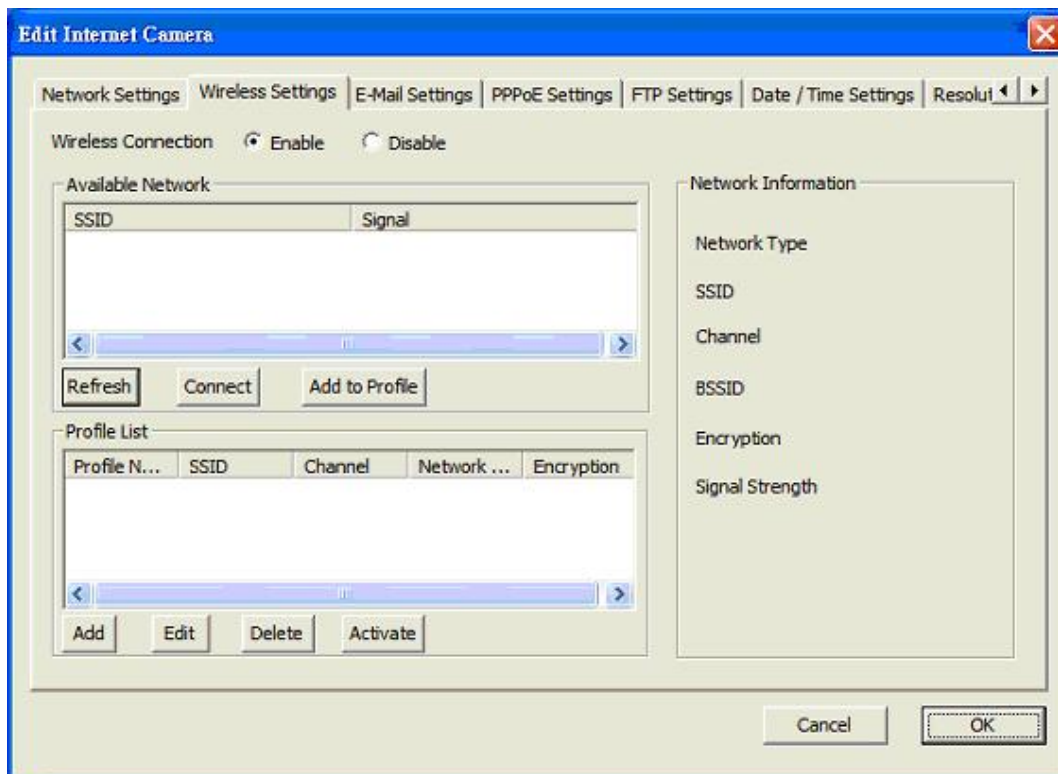 Edit Internet Camera
Network Settings Wireless Settings E-Mail Settings PPPoE Settings FTP Settings Date / Time Settings Resolut
Wireless Connection Enable Disable
Available Network
SSID Signal
Refresh Connect Add to Profile
Profile List
Profile N... SSID Channel Network ... Encryption
Add Edit Delete Activate
Network Information
Network Type
SSID
Channel
BSSID
Encryption
Signal Strength
Cancel OK